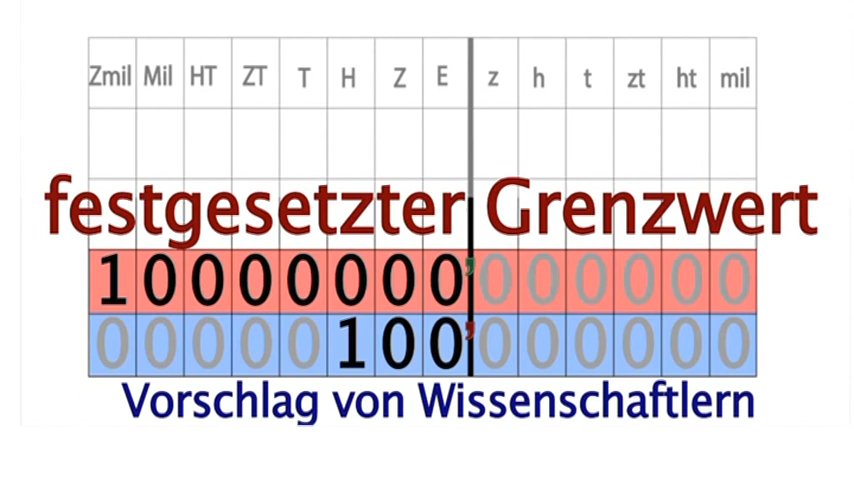 Zmil Mil HT ZT T H Z E z h t zt ht mil
festgesetzter Grenzwert
10000000,000000
00000100,000000
Vorschlag von Wissenschaftlern